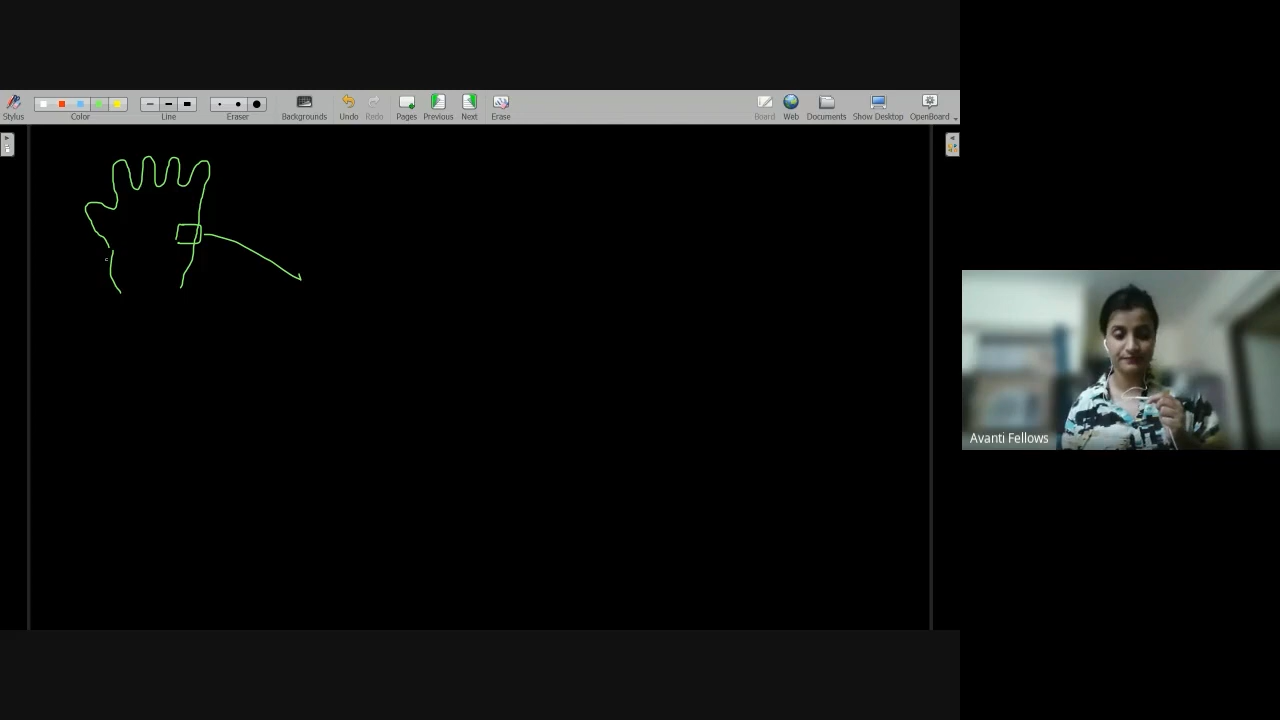 Stylus
Color
Line
Eraser
Backgrounds
Undo
Redo
Pages
Previous
Next
Erase
Board
Web
Documents
Show Desktop
OpenBoard
Avanti Fellows